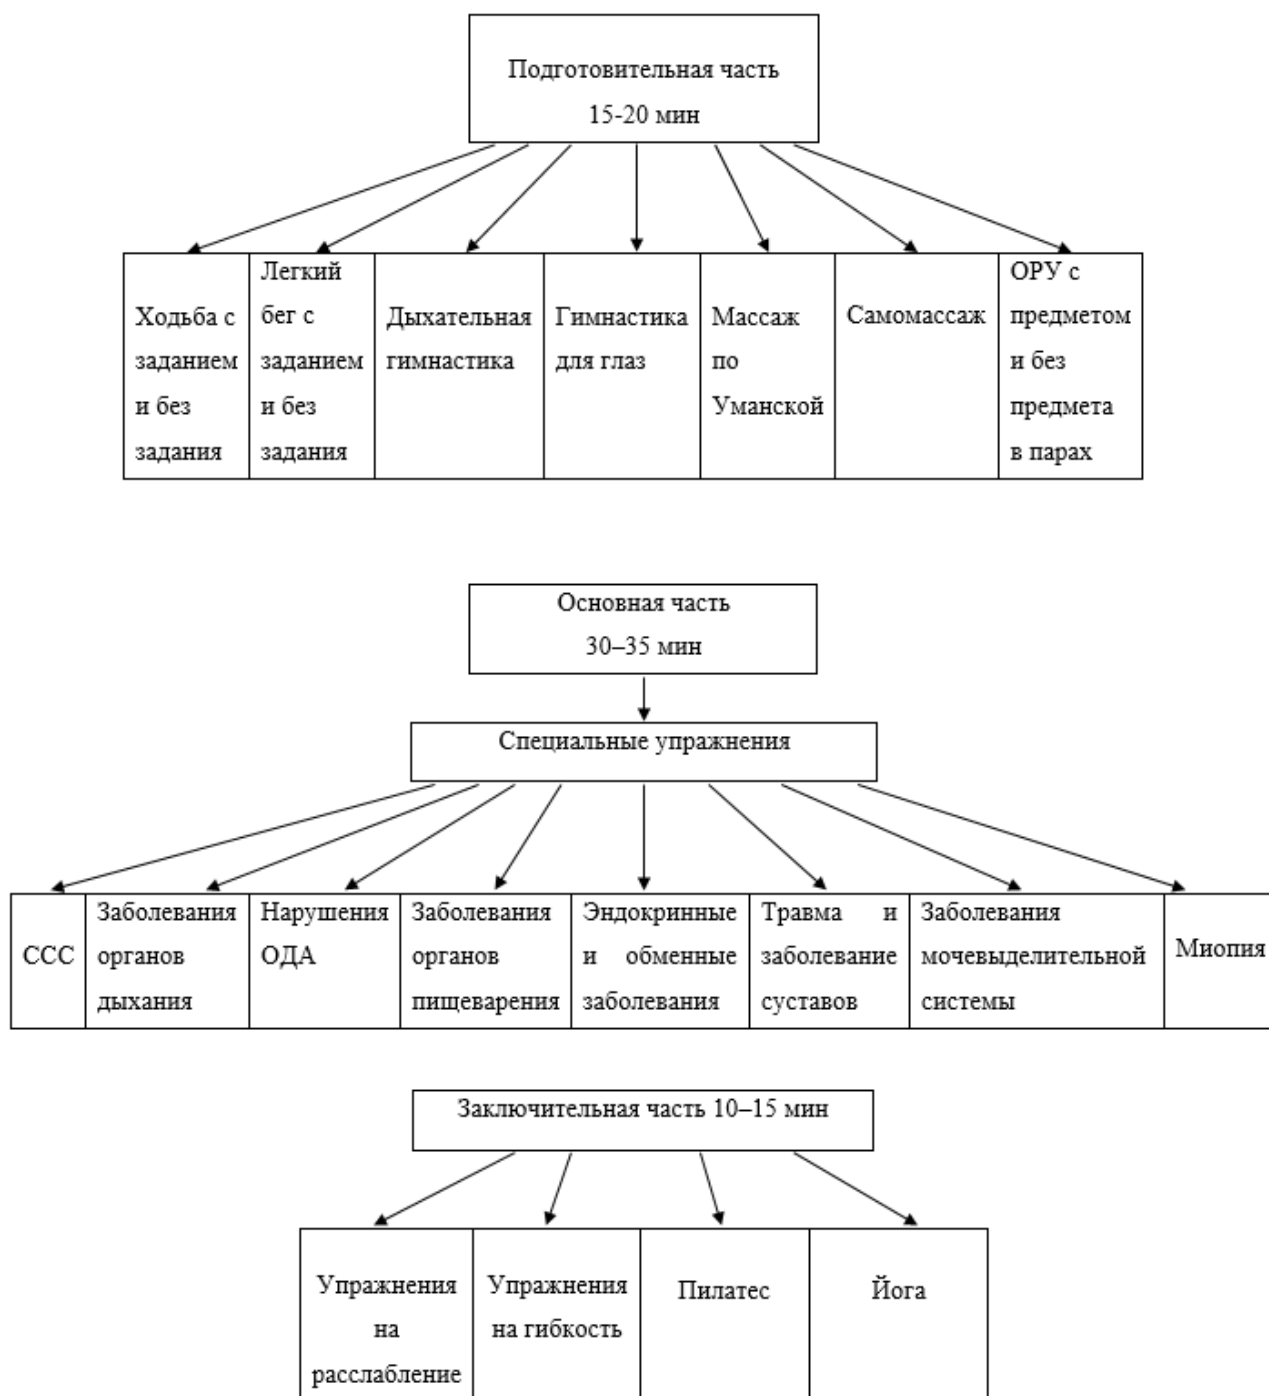 Подготовительная часть
15-20 мин
Ходьба с
заданием
и без
задания
Легкий
бег с
заданием
и без
задания
Дыхательная
гимнастика
Гимнастика
для глаз
Массаж
по
Уманской
Самомассаж
ОРУ с
предметом
и без
предмета
в парах
Основная часть
30–35 мин
Специальные упражнения
ССС
Заболевания
органов
дыхания
Нарушения
ОДА
Заболевания
органов
пищеварения
Эндокринные
и обменные
заболевания
Травма и
заболевание
суставов
Заболевания
мочевыделительной
системы
Миопия
Заключительная часть 10–15 мин
Упражнения
на
расслабление
Упражнения
на гибкость
Пилатес
Йога